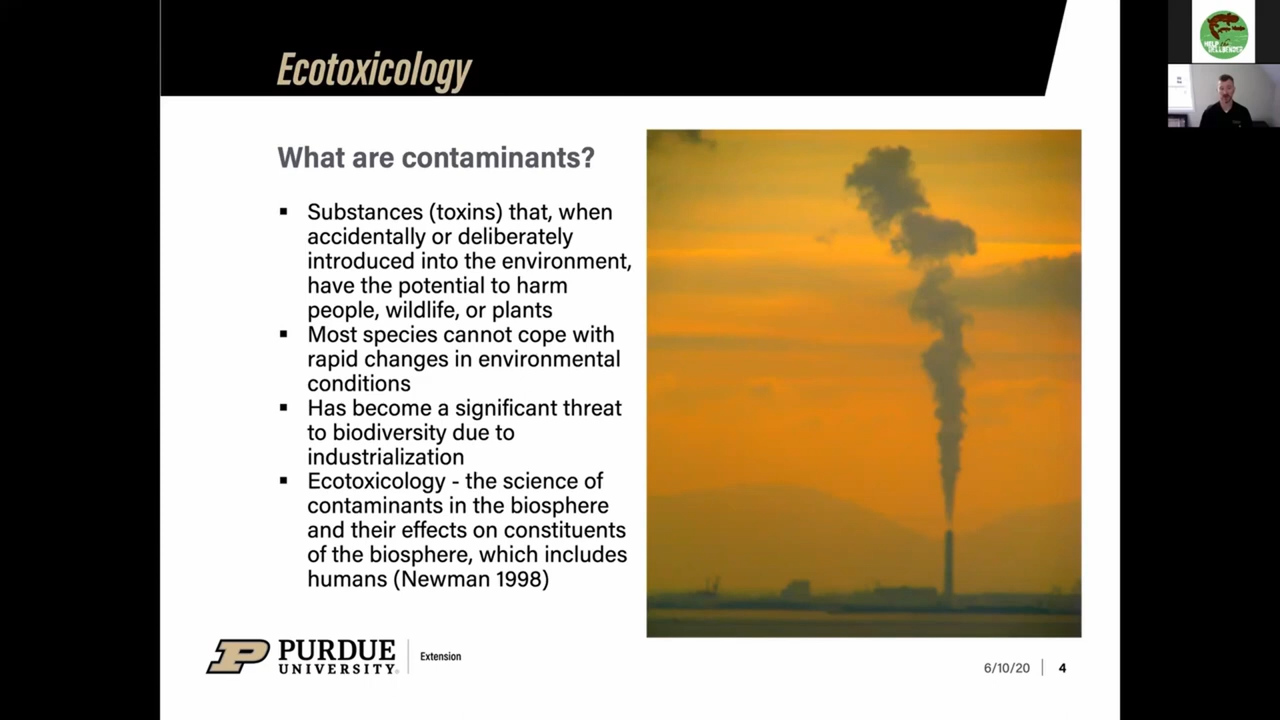 Ecotoxicology
What are contaminants?
▪ Substances (toxins) that, when
accidentally or deliberately
introduced into the environment,
have the potential to harm
people, wildlife, or plants
▪ Most species cannot cope with
rapid changes in environmental
conditions
▪ Has become a significant threat
to biodiversity due to
industrialization
▪ Ecotoxicology - the science of
contaminants in the biosphere
and their effects on constituents
of the biosphere, which includes
humans (Newman 1998)
PURDUE
UNIVERSITY
Extension
6/10/20
4
HELP THE
HELLBENDER